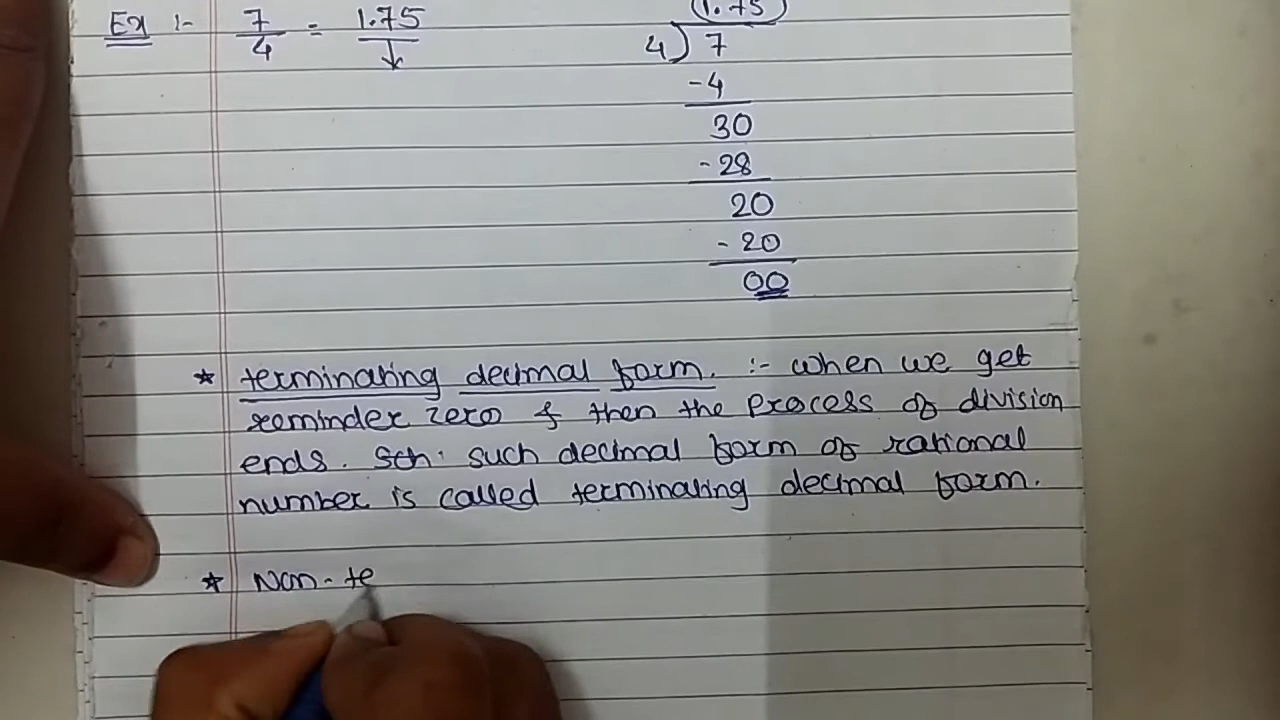 Ex :- 7/4 = 1.75
1.75
4) 7
-4
30
-28
20
-20
00
* terminating decimal form. :- when we get
reminder zero & then the process of division
ends. Sch. such decimal form of rational
number is called terminating decimal form.
* Non-te